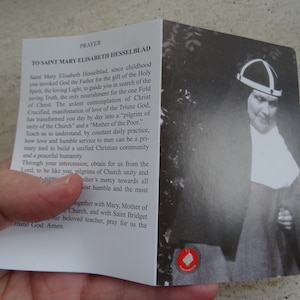 PRAYER
TO SAINT MARY ELISABETH HESSELBLAD
Saint Mary Elisabeth Hesselblad, since childhood
you invoked God the Father for the gift of the Holy
Spirit, the loving Light, to guide you in search of the
saving Truth, the only nourishment for the one Fold
of Christ. The ardent contemplation of Christ
Crucified, manifestation of love of the Triune God,
has transformed you day by day into a "pilgrim of
unity of the Church" and a "Mother of the Poor."
Teach us to understand, by constant daily practice,
how love and humble service to man can be a pri-
mary tool to build a unified Christian community
and a peaceful humanity.
Through your intercession, obtain for us from the
Lord, to be like you, pilgrims of Church unity and
mother's mercy towards all
most humble and the most
together with Mary, Mother of
Church, and with Saint Bridget
your beloved teacher, pray for us the
Triune God. Amen.